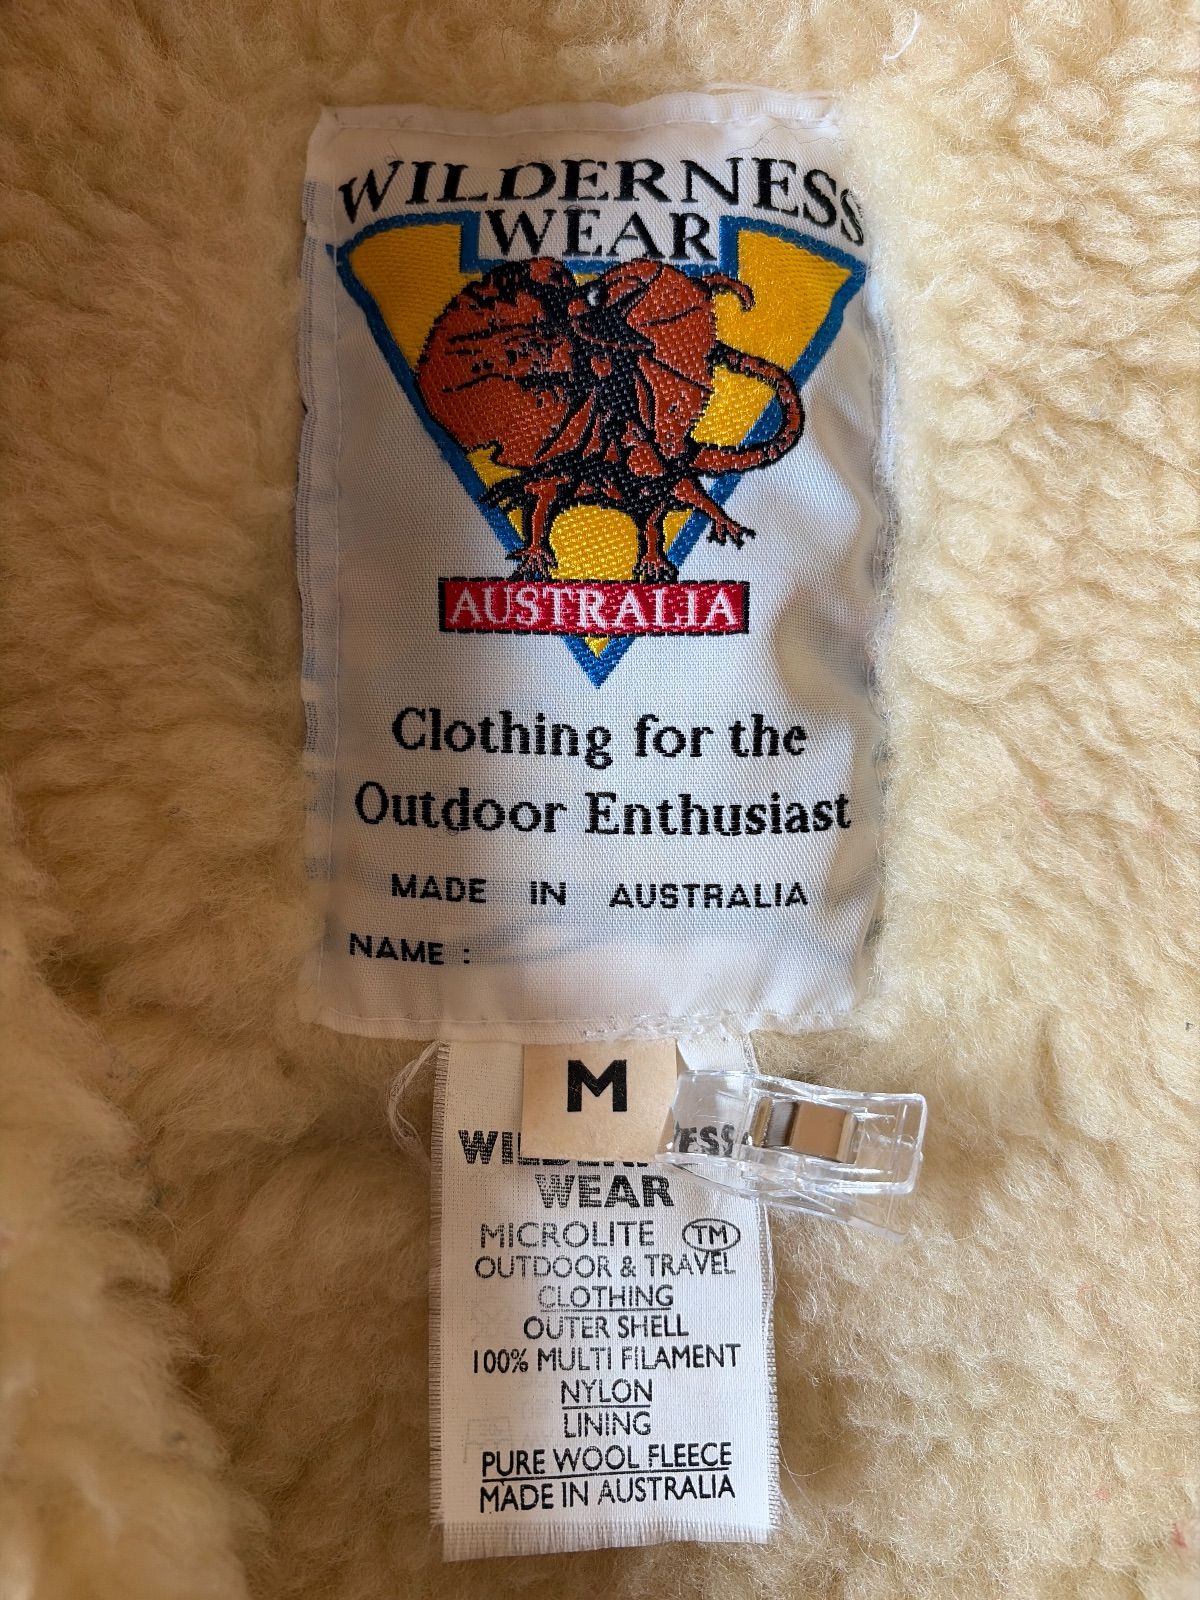 WILDERNESS
WEAR
AUSTRALIA
Clothing for the
Outdoor Enthusiast
MADE IN AUSTRALIA
NAME :
M
WILDERNESS
WEAR
MICROLITE TM
OUTDOOR & TRAVEL
CLOTHING
OUTER SHELL
100% MULTI FILAMENT
NYLON
LINING
PURE WOOL FLEECE
MADE IN AUSTRALIA